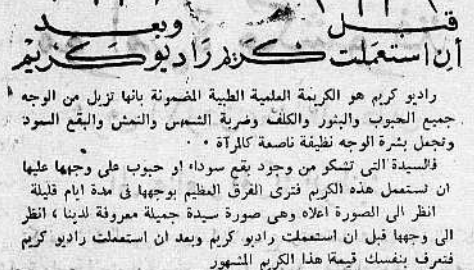 قبل وبعد
أن استعملت كريم راديو كريم
راديو كريم هو الكريمة العلمية الطبية المضمونة بانها تزيل من الوجه
جميع الحبوب والبثور والكلف وضربة الشمس والنمش والبقع السود
وتجعل بشرة الوجه نظيفة ناصعة كالمرآة
فالسيدة التى تشكو من وجود بقع سوداء او حبوب على وجهها عليها
ان تستعمل هذه الكريم فترى الفرق العظيم بوجهها فى مدة ايام قليلة
انظر الى الصورة اعلاه وهى صورة سيدة جميلة معروفة لدينا ، انظر
الى وجهها قبل ان استعملت راديو كريم وبعد ان استعملت راديو كريم
فتعرف بنفسك قيمة هذا الكريم المشهور